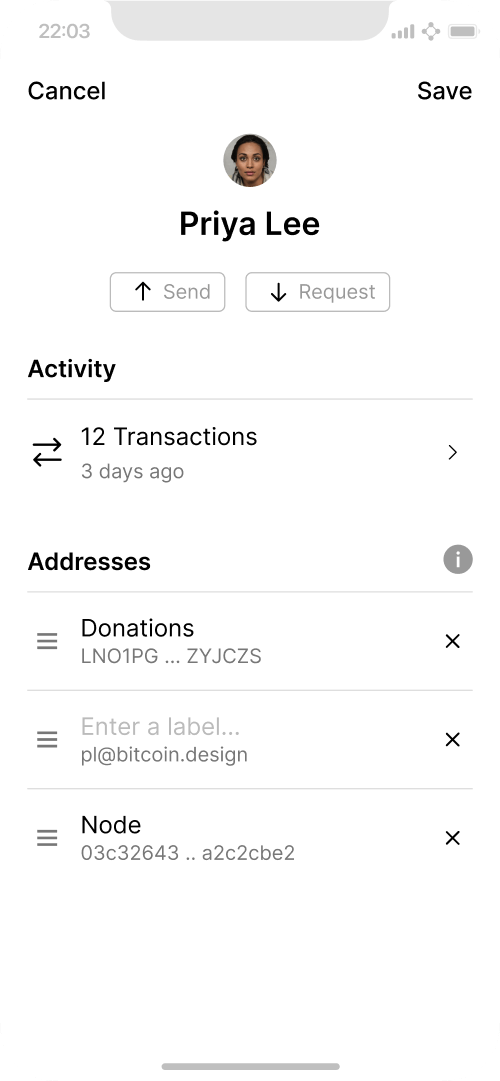 22:03
Cancel
Save
Priya Lee
Send
Request
Activity
12 Transactions
3 days ago
Addresses
i
Donations
LNO1PG ... ZYJCZS
Enter a label...
pl@bitcoin.design
Node
03c32643 .. a2c2cbe2